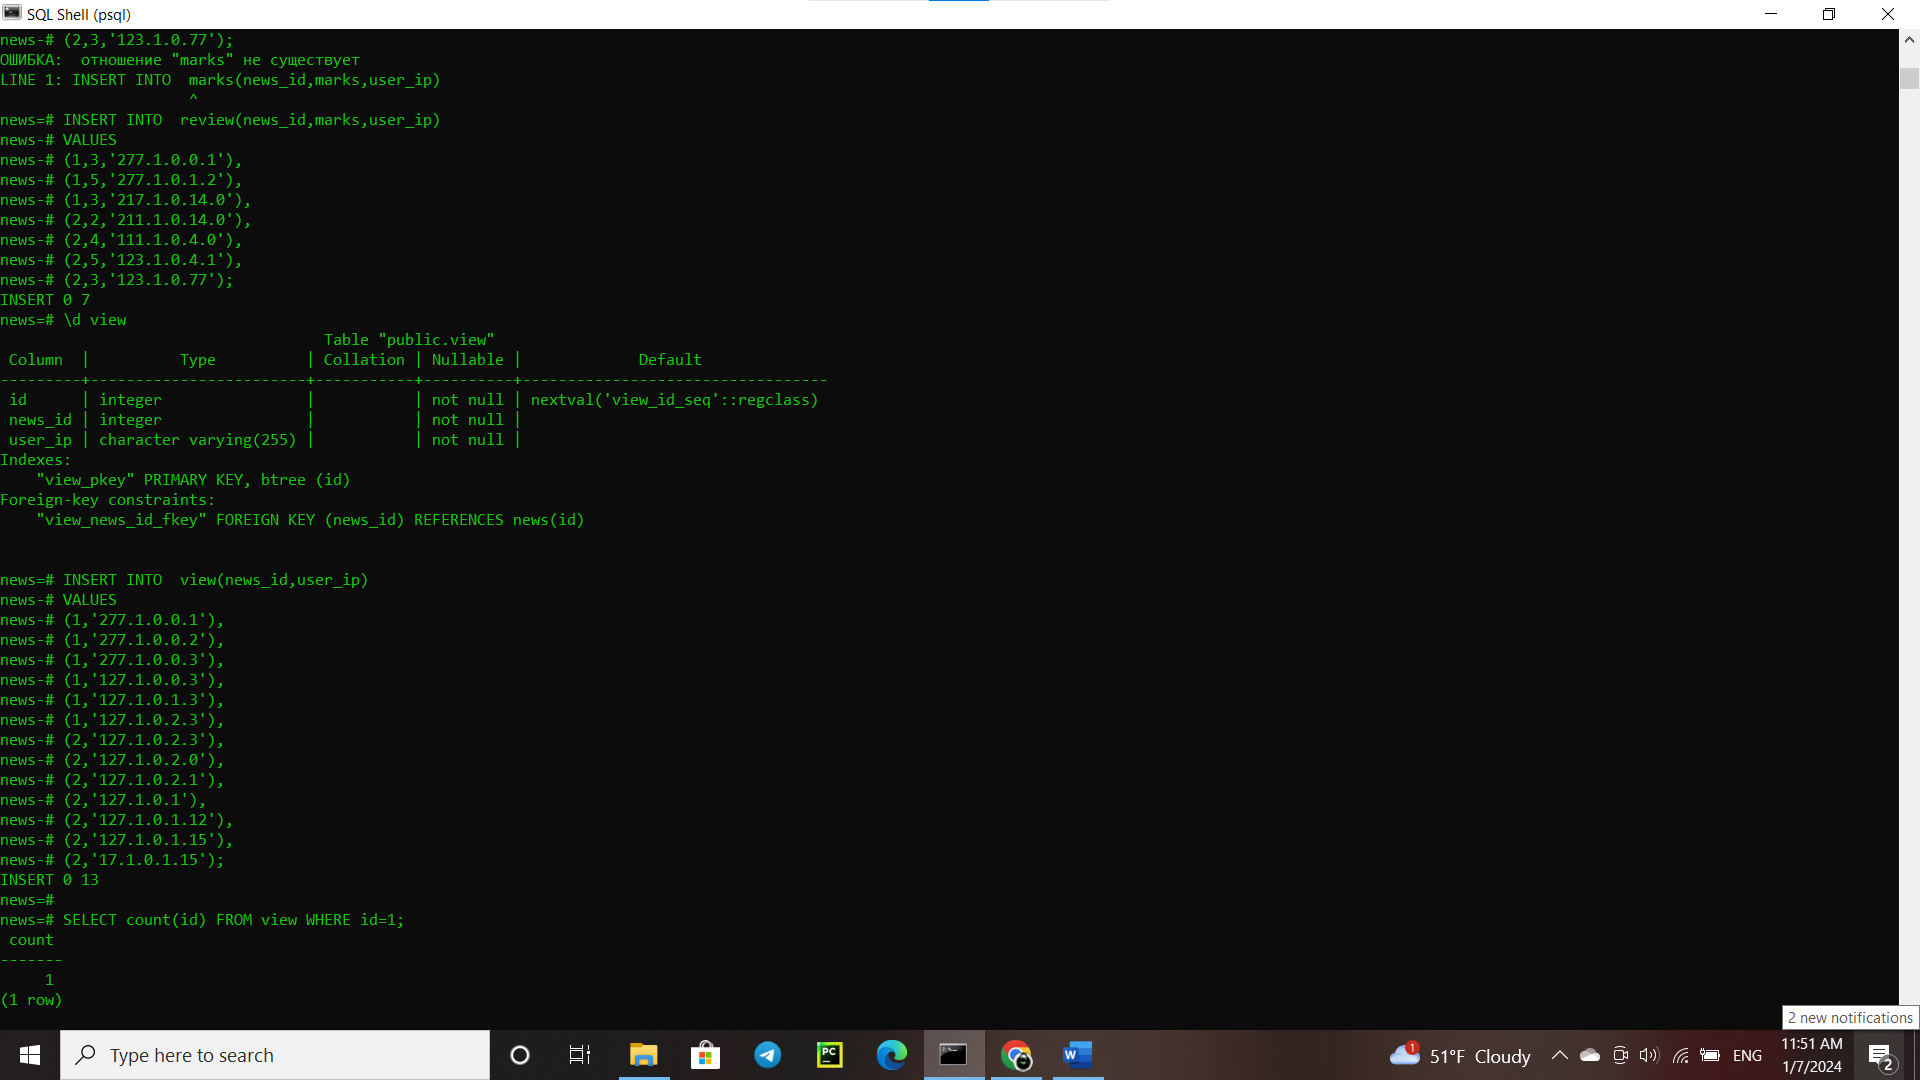 SQL Shell (psql)
news-# (2,3,'123.1.0.77');
ОШИБКА:  отношение "marks" не существует
LINE 1: INSERT INTO  marks(news_id,marks,user_ip)
                     ^
news=# INSERT INTO  review(news_id,marks,user_ip)
news-# VALUES
news-# (1,3,'277.1.0.0.1'),
news-# (1,5,'277.1.0.1.2'),
news-# (1,3,'217.1.0.14.0'),
news-# (2,2,'211.1.0.14.0'),
news-# (2,4,'111.1.0.4.0'),
news-# (2,5,'123.1.0.4.1'),
news-# (2,3,'123.1.0.77');
INSERT 0 7
news=# \d view
                                    Table "public.view"
 Column  |          Type          | Collation | Nullable |             Default
---------+------------------------+-----------+----------+----------------------------------
 id      | integer                |           | not null | nextval('view_id_seq'::regclass)
 news_id | integer                |           | not null |
 user_ip | character varying(255) |           | not null |
Indexes:
    "view_pkey" PRIMARY KEY, btree (id)
Foreign-key constraints:
    "view_news_id_fkey" FOREIGN KEY (news_id) REFERENCES news(id)
news=# INSERT INTO  view(news_id,user_ip)
news-# VALUES
news-# (1,'277.1.0.0.1'),
news-# (1,'277.1.0.0.2'),
news-# (1,'277.1.0.0.3'),
news-# (1,'127.1.0.0.3'),
news-# (1,'127.1.0.1.3'),
news-# (1,'127.1.0.2.3'),
news-# (2,'127.1.0.2.3'),
news-# (2,'127.1.0.2.0'),
news-# (2,'127.1.0.2.1'),
news-# (2,'127.1.0.1'),
news-# (2,'127.1.0.1.12'),
news-# (2,'127.1.0.1.15'),
news-# (2,'17.1.0.1.15');
INSERT 0 13
news=#
news=# SELECT count(id) FROM view WHERE id=1;
 count
-------
     1
(1 row)
2 new notifications
Type here to search
PC
W
1
51°F Cloudy
ENG
11:51 AM
1/7/2024
2